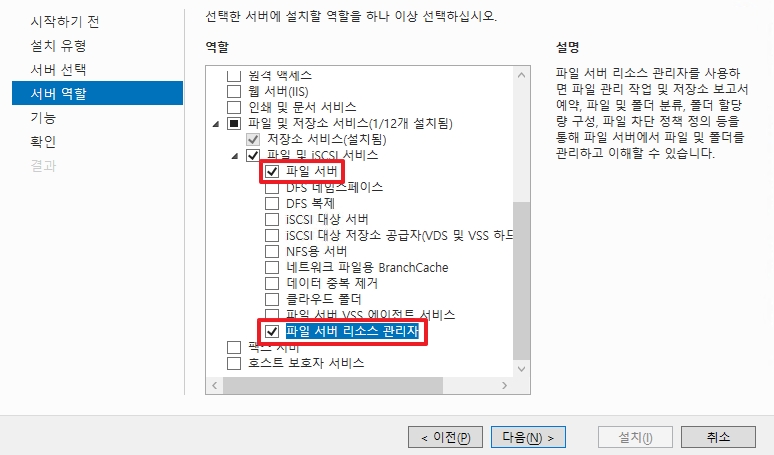 선택한 서버에 설치할 역할을 하나 이상 선택하십시오.
시작하기 전
설치 유형
서버 선택
서버 역할
기능
확인
결과
역할
원격 액세스
웹 서버(IIS)
인쇄 및 문서 서비스
파일 및 저장소 서비스(1/12개 설치됨)
저장소 서비스(설치됨)
파일 및 iSCSI 서비스
파일 서버
DFS 네임스페이스
DFS 복제
iSCSI 대상 서버
iSCSI 대상 저장소 공급자(VDS 및 VSS 하드
NFS용 서버
네트워크 파일용 BranchCache
데이터 중복 제거
클라우드 폴더
파일 서버 VSS 에이전트 서비스
파일 서버 리소스 관리자
팩스 서버
호스트 보호자 서비스
설명
파일 서버 리소스 관리자를 사용하
면 파일 관리 작업 및 저장소 보고서
예약, 파일 및 폴더 분류, 폴더 할당
량 구성, 파일 차단 정책 정의 등을
통해 파일 서버에서 파일 및 폴더를
관리하고 이해할 수 있습니다.
< 이전(P)
다음(N) >
설치(I)
취소